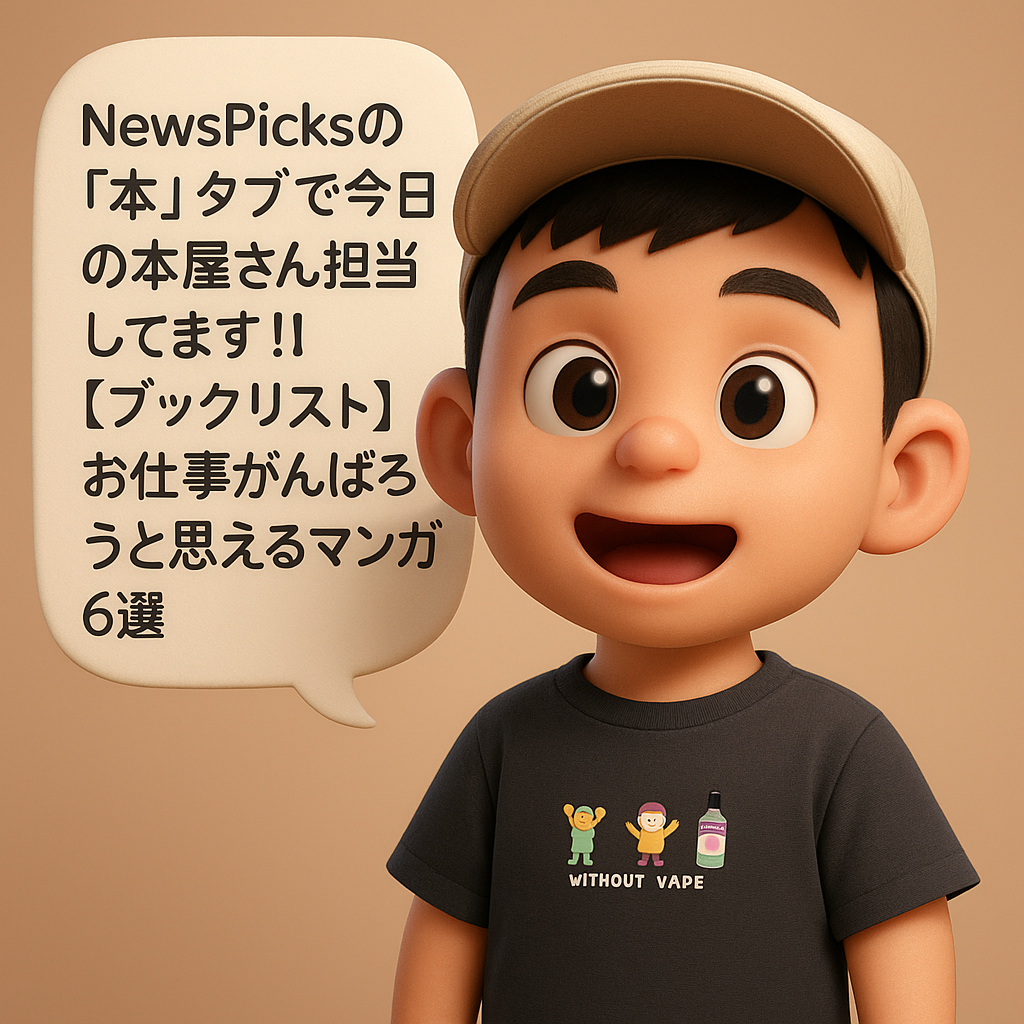 NewsPicksの
「本」タブで今日
の本屋さん担当
してます!!
【ブックリスト】
お仕事がんばろ
うと思えるマンガ
6選
WITHOUT VAPE